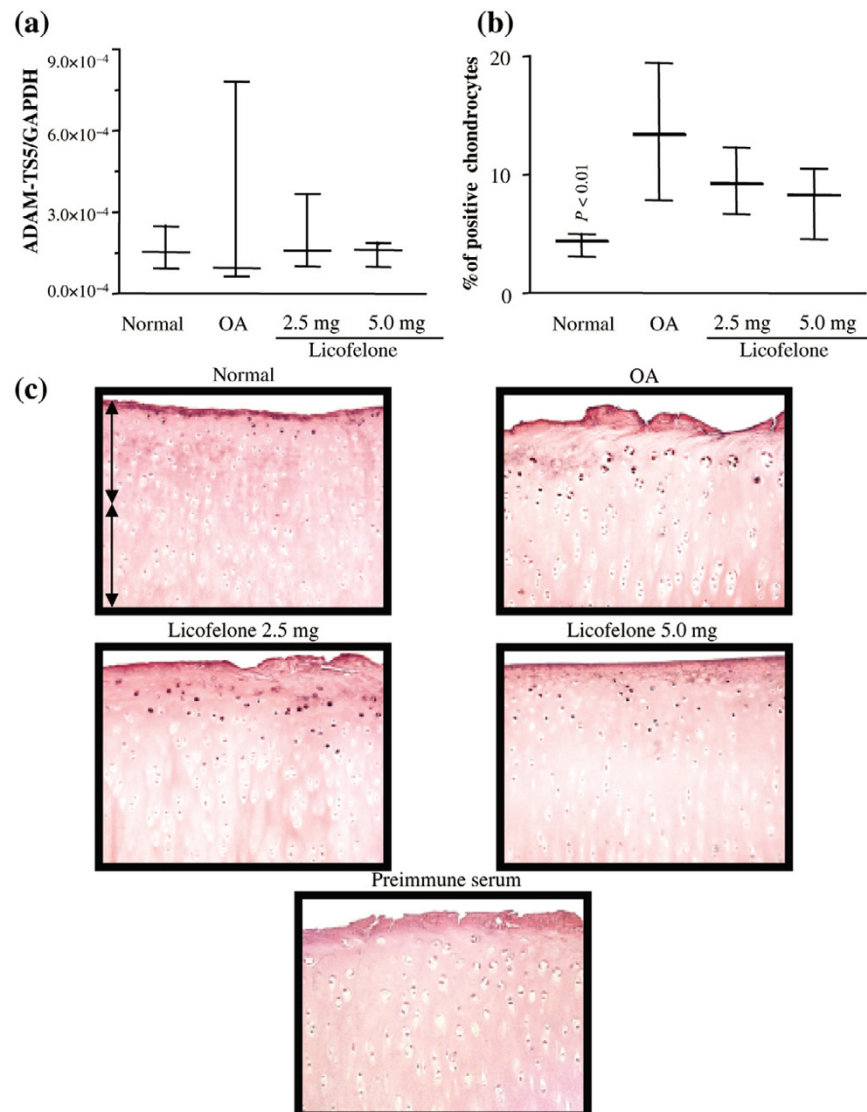 (a)
ADAM-TS5/GAPDH
9.0×10⁻⁴
6.0×10⁻⁴
3.0×10⁻⁴
0.0×10⁻⁴
Normal OA 2.5 mg 5.0 mg
Licofelone
(b)
% of positive chondrocytes
20
10
0
P < 0.01
Normal OA 2.5 mg 5.0 mg
Licofelone
(c)
Normal
OA
Licofelone 2.5 mg
Licofelone 5.0 mg
Preimmune serum